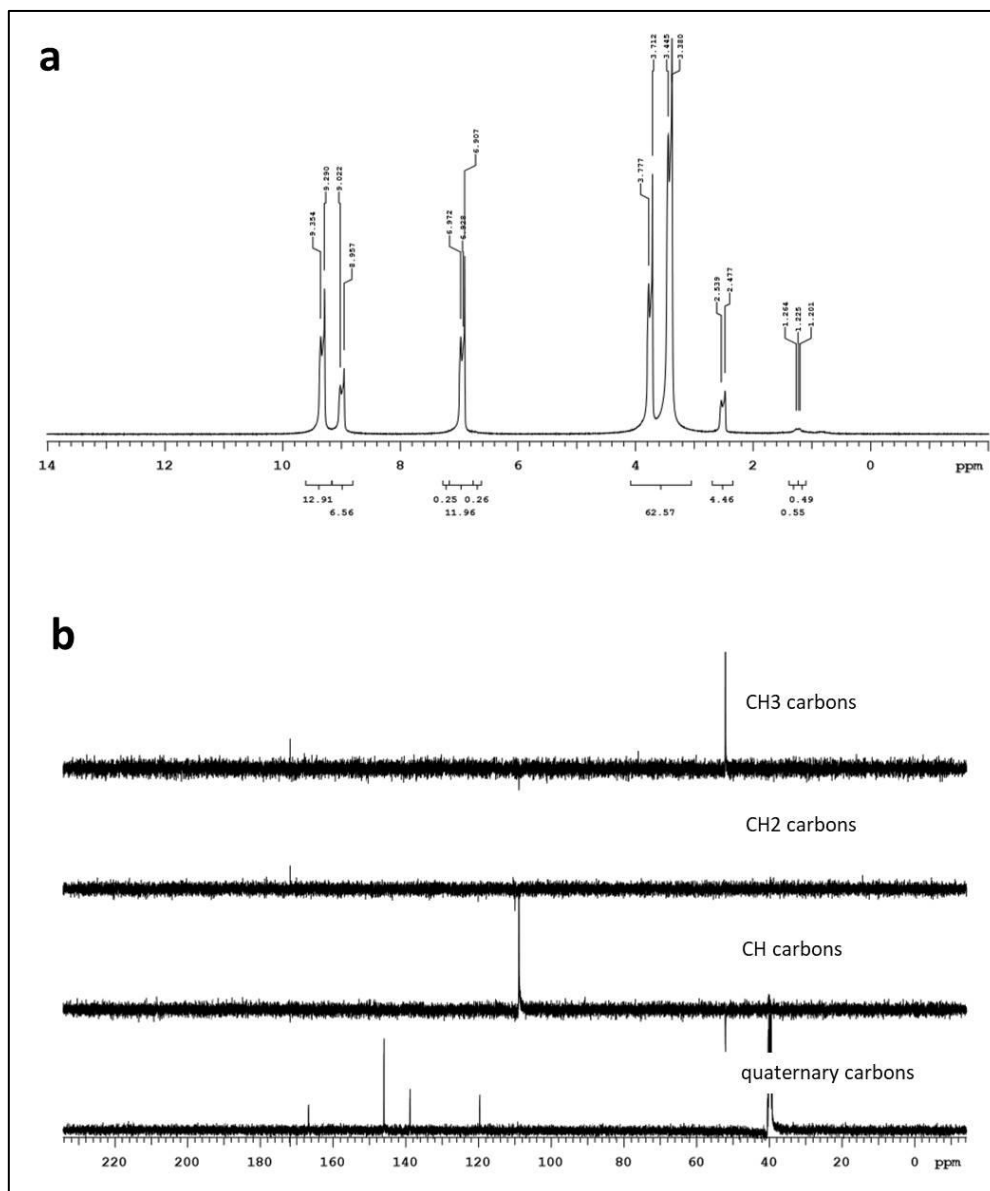 a
3.712
3.445
3.380
6.907
9.290
9.022
3.777
6.972
6.928
9.354
8.957
2.539
2.477
1.264
1.225
1.201
14 12 10 8 6 4 2 0 ppm
12.91 0.25 0.26 62.57 4.46 0.49
6.56 11.96 0.55
b
CH3 carbons
CH2 carbons
CH carbons
quaternary carbons
220 200 180 160 140 120 100 80 60 40 20 0 ppm